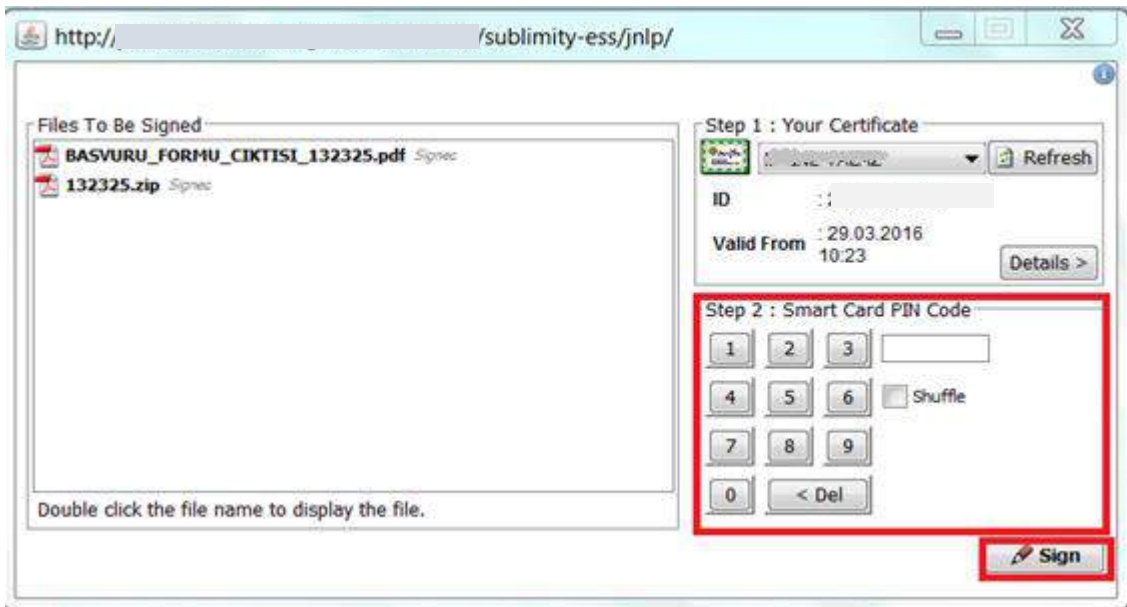 http:// /sublimity-ess/jnlp/
Files To Be Signed
BASVURU_FORMU_CIKTISI_132325.pdf Signec
132325.zip Signec
Double click the file name to display the file.
Step 1 : Your Certificate
Refresh
ID :
Valid From : 29.03.2016
10:23
Details >
Step 2 : Smart Card PIN Code
1 2 3
4 5 6 Shuffle
7 8 9
0 < Del
Sign